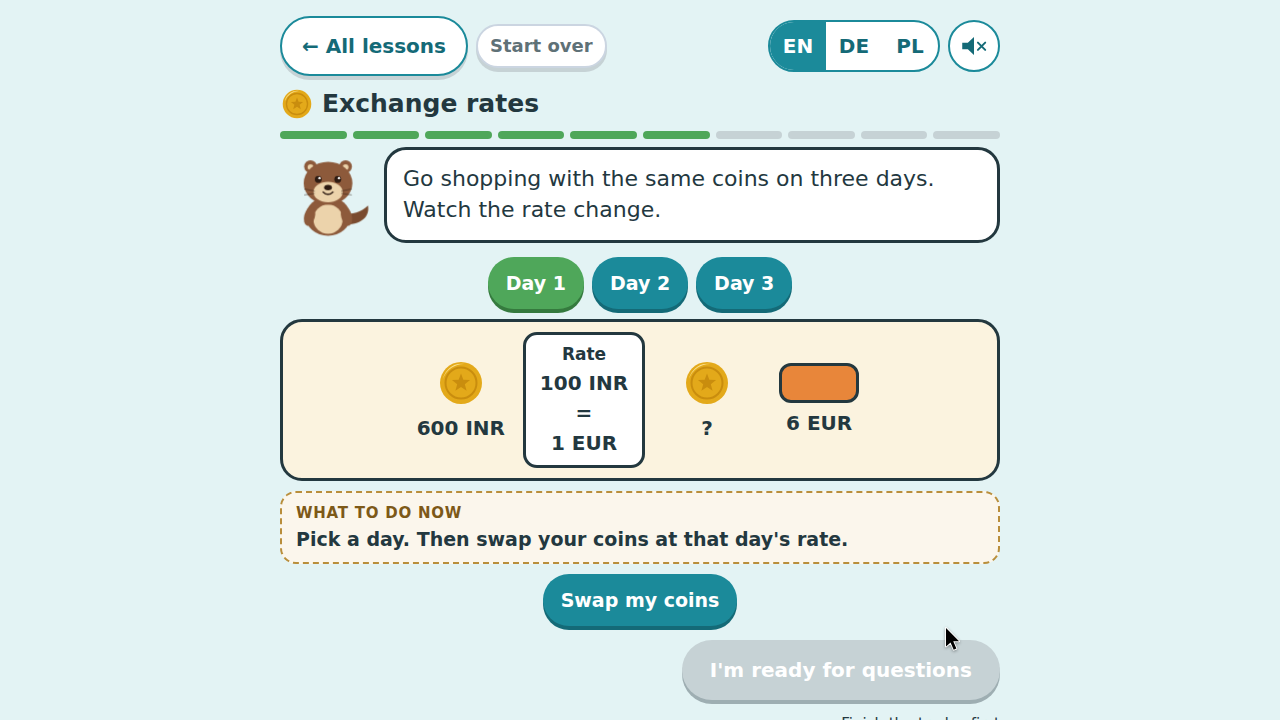 ← All lessons
Start over
EN DE PL
Exchange rates
Go shopping with the same coins on three days.
Watch the rate change.
Day 1
Day 2
Day 3
600 INR
Rate
100 INR
=
1 EUR
?
6 EUR
WHAT TO DO NOW
Pick a day. Then swap your coins at that day's rate.
Swap my coins
I'm ready for questions